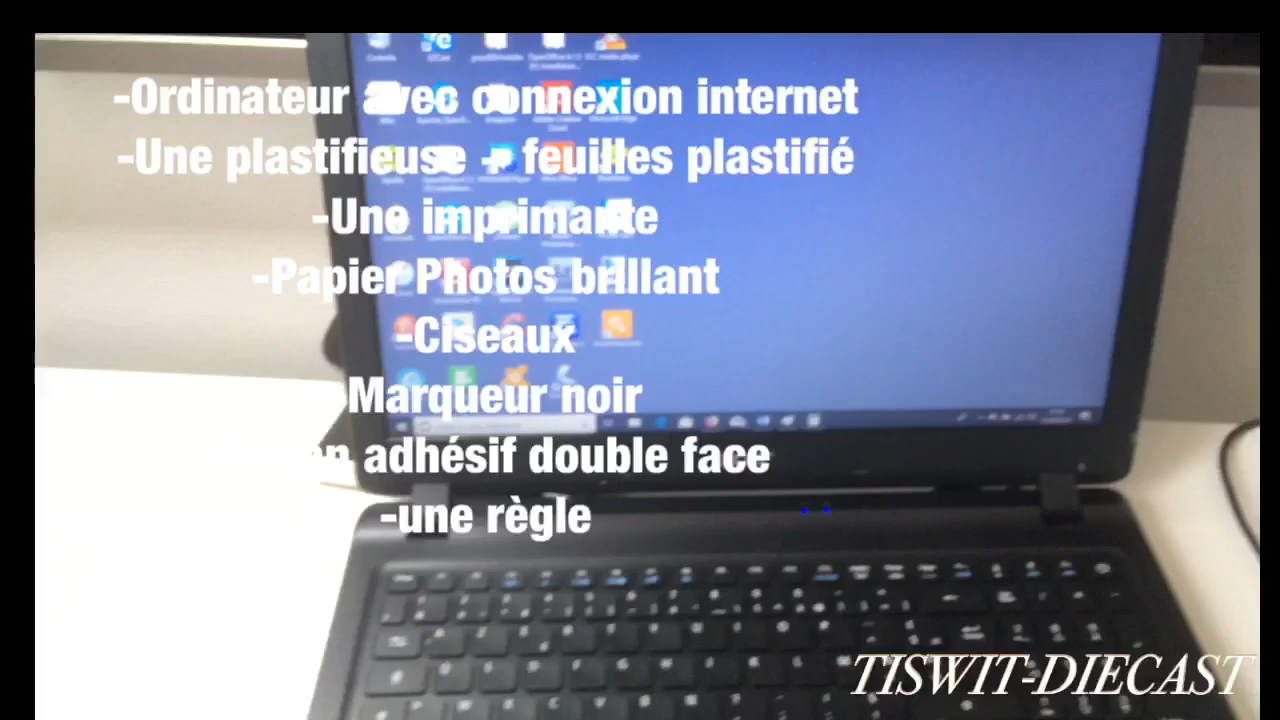 -Ordinateur avec connexion internet
-Une plastifieuse + feuilles plastifié
-Une imprimante
-Papier Photos brillant
-Ciseaux
Marqueur noir
adhésif double face
-une règle
TISWIT-DIECAST